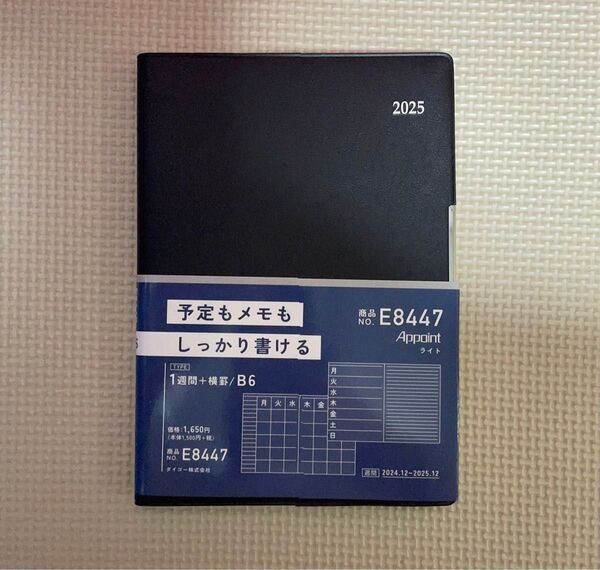 2025
予定もメモも
しっかり書ける
商品
NO. E8447
Appoint
ライト
TYPE
1週間+横罫/B6
価格:1,650円
(本体1,500円+税)
商品
NO. E8447
ダイゴー株式会社
月 火 水 木 金
月
火
水
木
金
土
日
週間 2024.12~2025.12